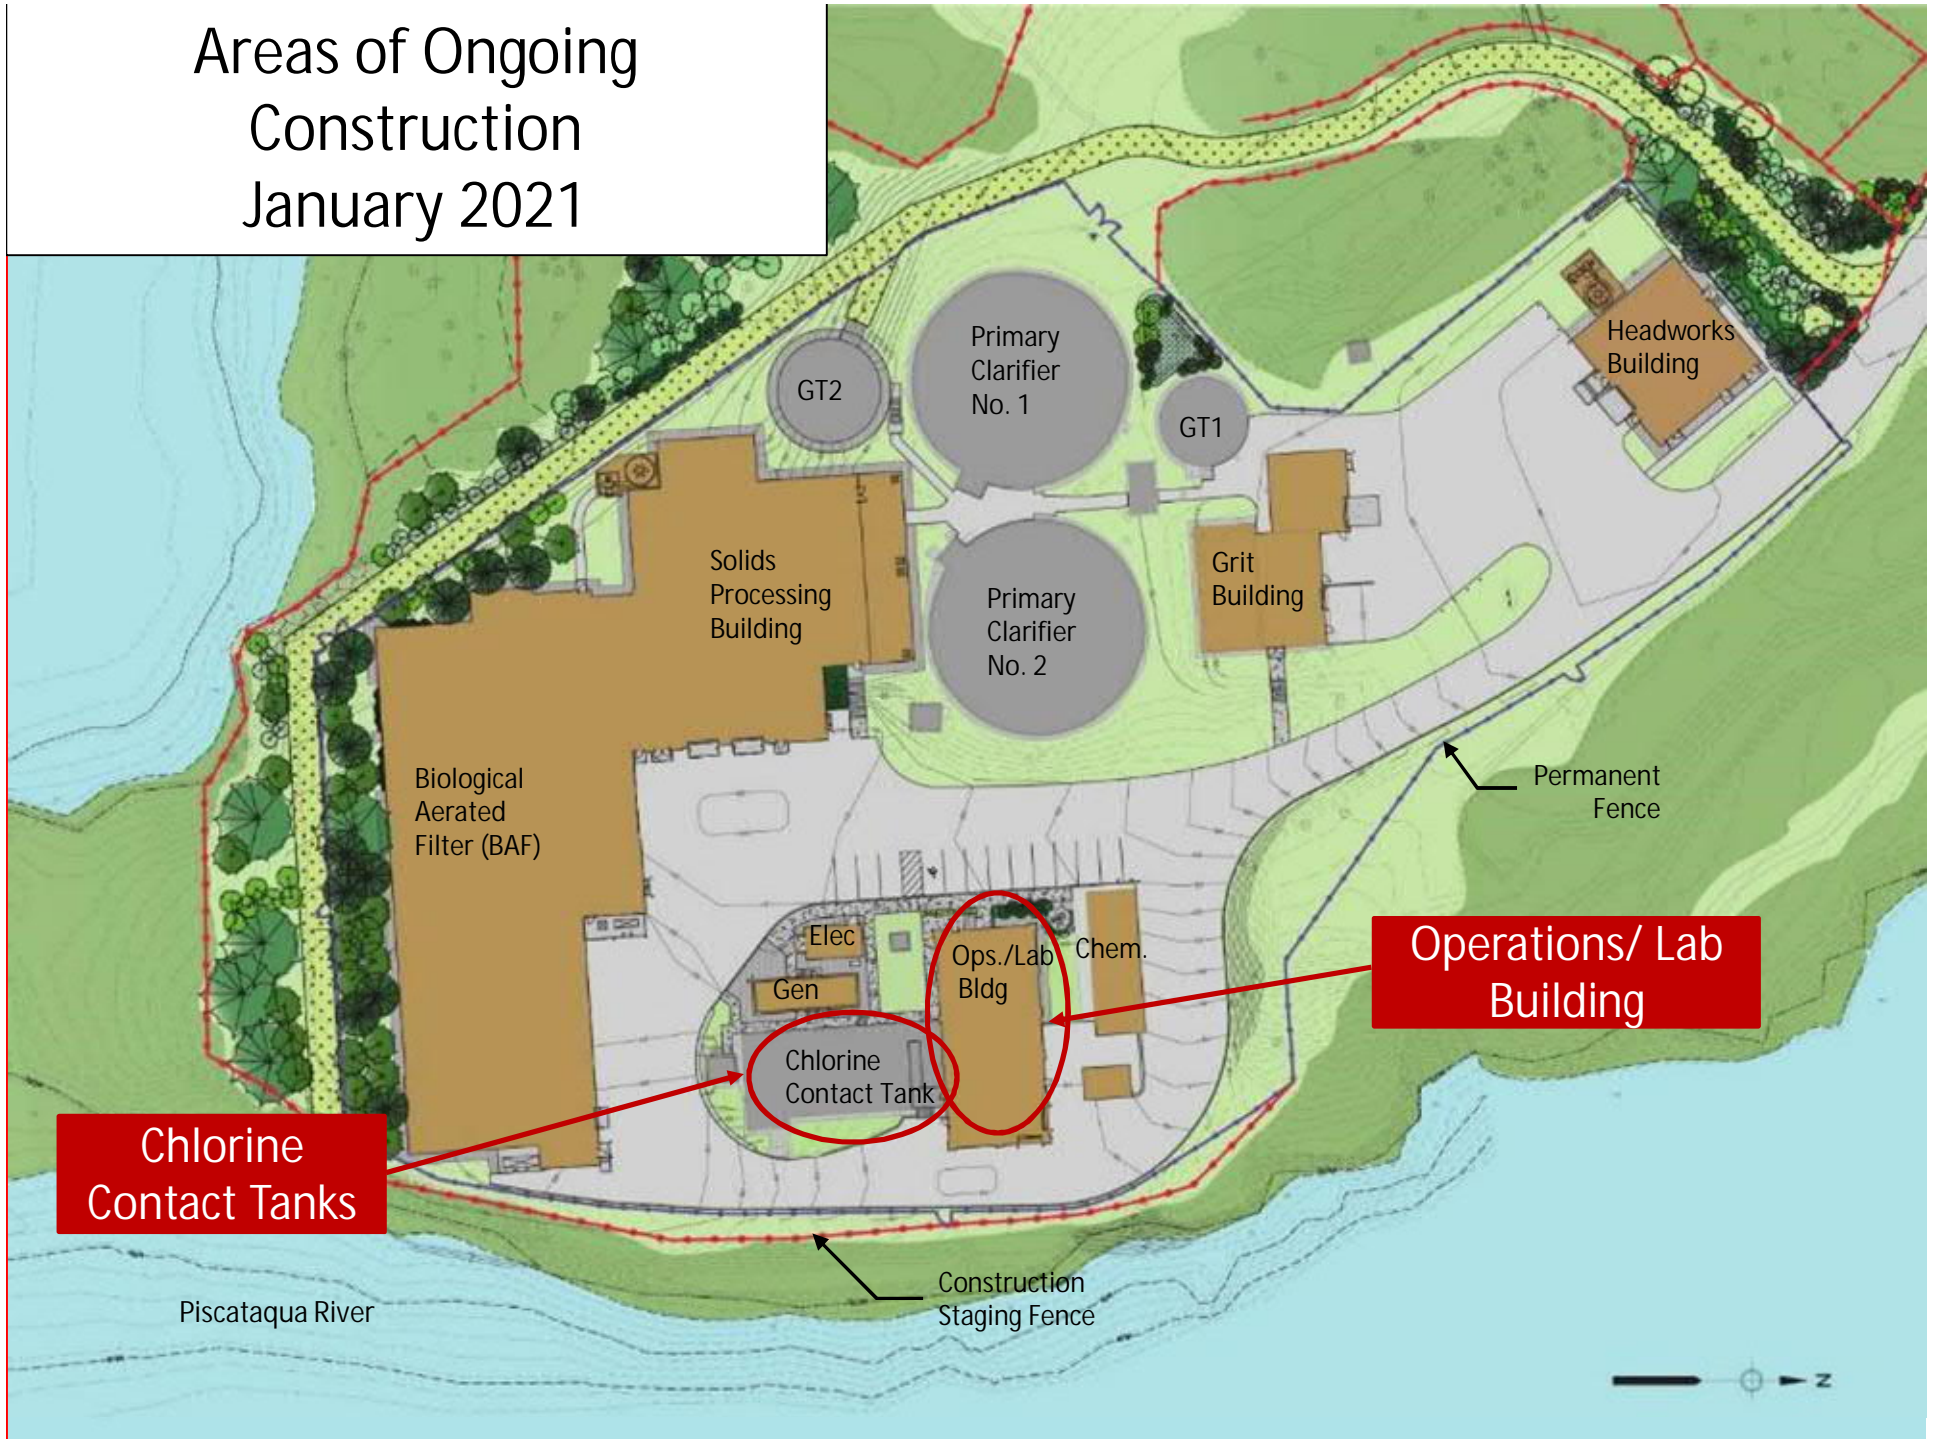 Areas of Ongoing
Construction
January 2021
Primary
Clarifier
No. 1
GT2
GT1
Headworks
Building
Solids
Processing
Building
Primary
Clarifier
No. 2
Grit
Building
Biological
Aerated
Filter (BAF)
Permanent
Fence
Elec
Gen
Ops./Lab
Bldg
Chem.
Operations/ Lab
Building
Chlorine
Contact Tank
Chlorine
Contact Tanks
Construction
Staging Fence
Piscataqua River
N